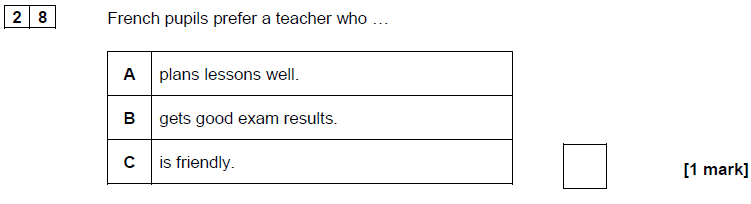 2 8 French pupils prefer a teacher who …
A plans lessons well.
B gets good exam results.
C is friendly.
[1 mark]